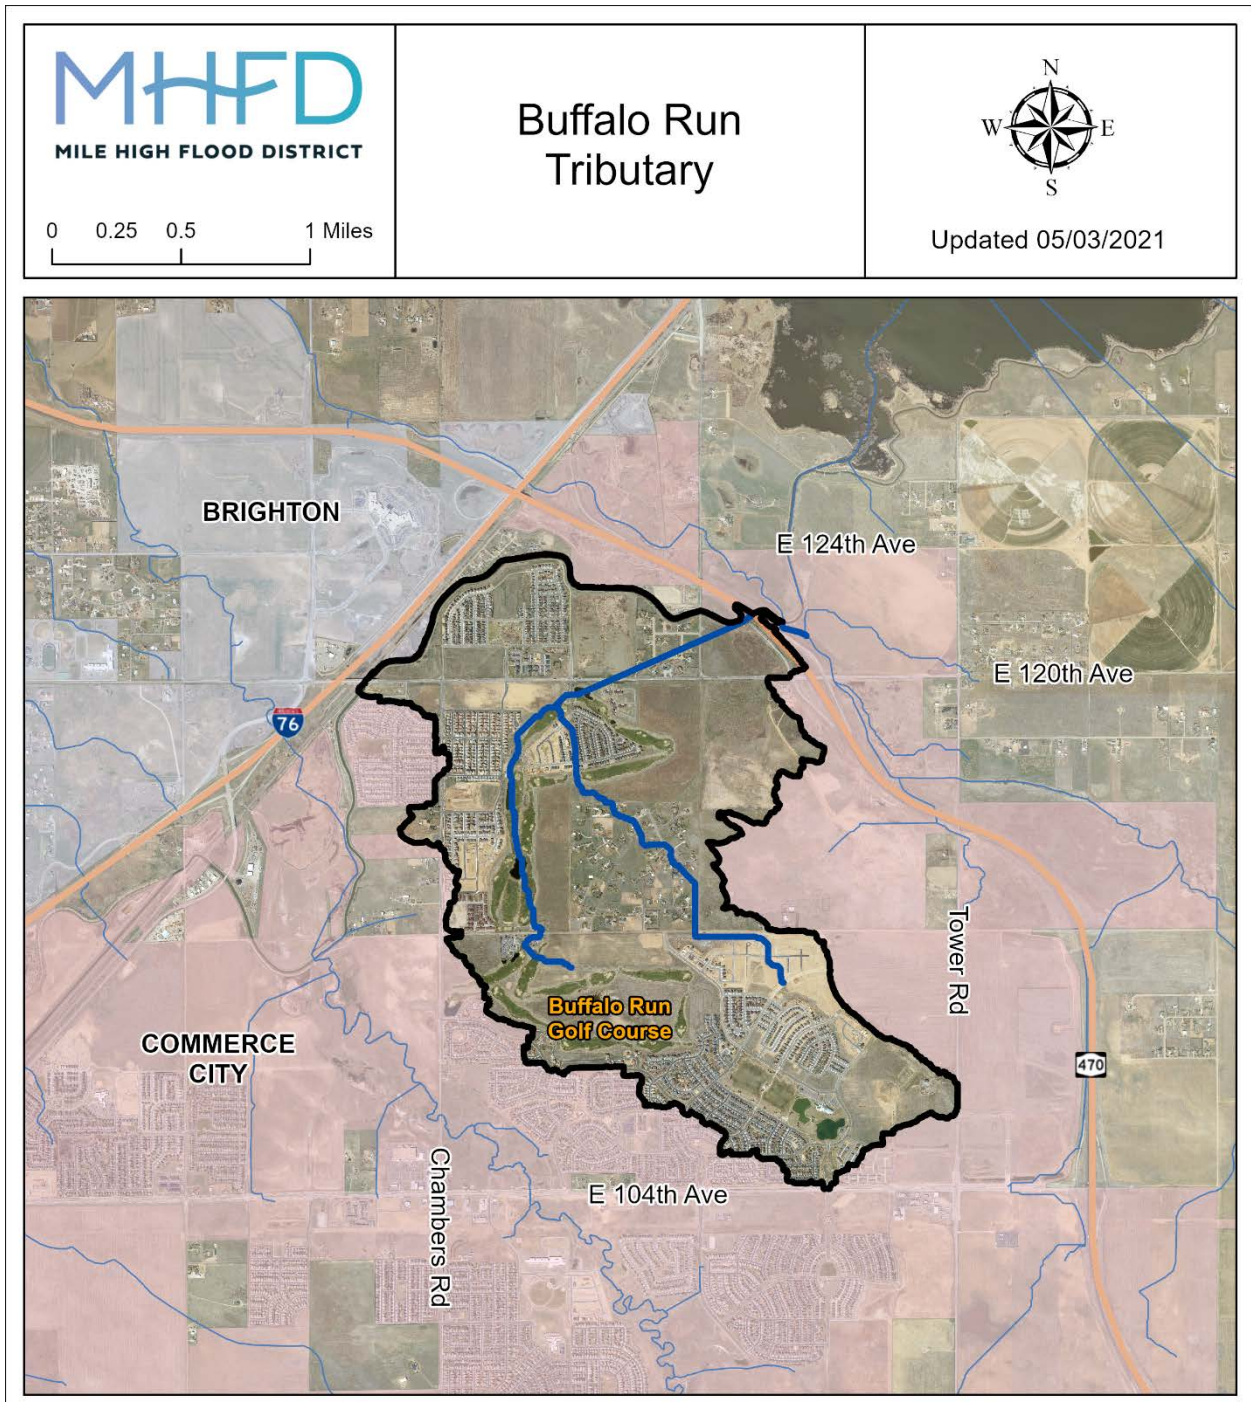 MHFD
MILE HIGH FLOOD DISTRICT
0 0.25 0.5 1 Miles
Buffalo Run
Tributary
N
W E
S
Updated 05/03/2021
BRIGHTON
E 124th Ave
E 120th Ave
76
Tower Rd
Buffalo Run
Golf Course
COMMERCE
CITY
470
Chambers Rd
E 104th Ave